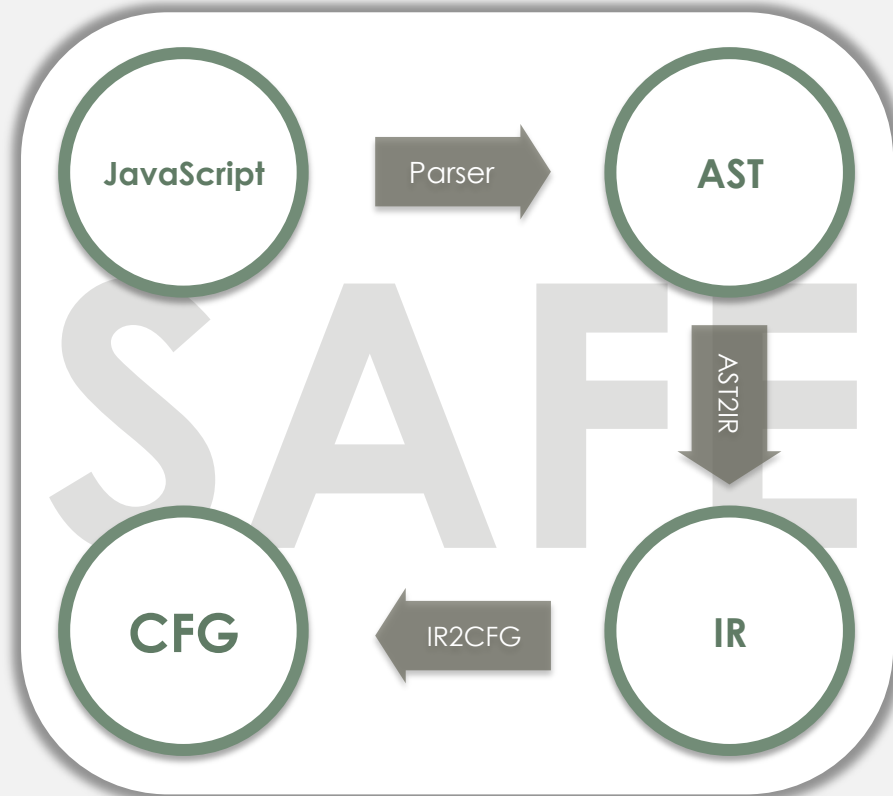 JavaScript
Parser
AST
SAFE
AST2IR
CFG
IR2CFG
IR